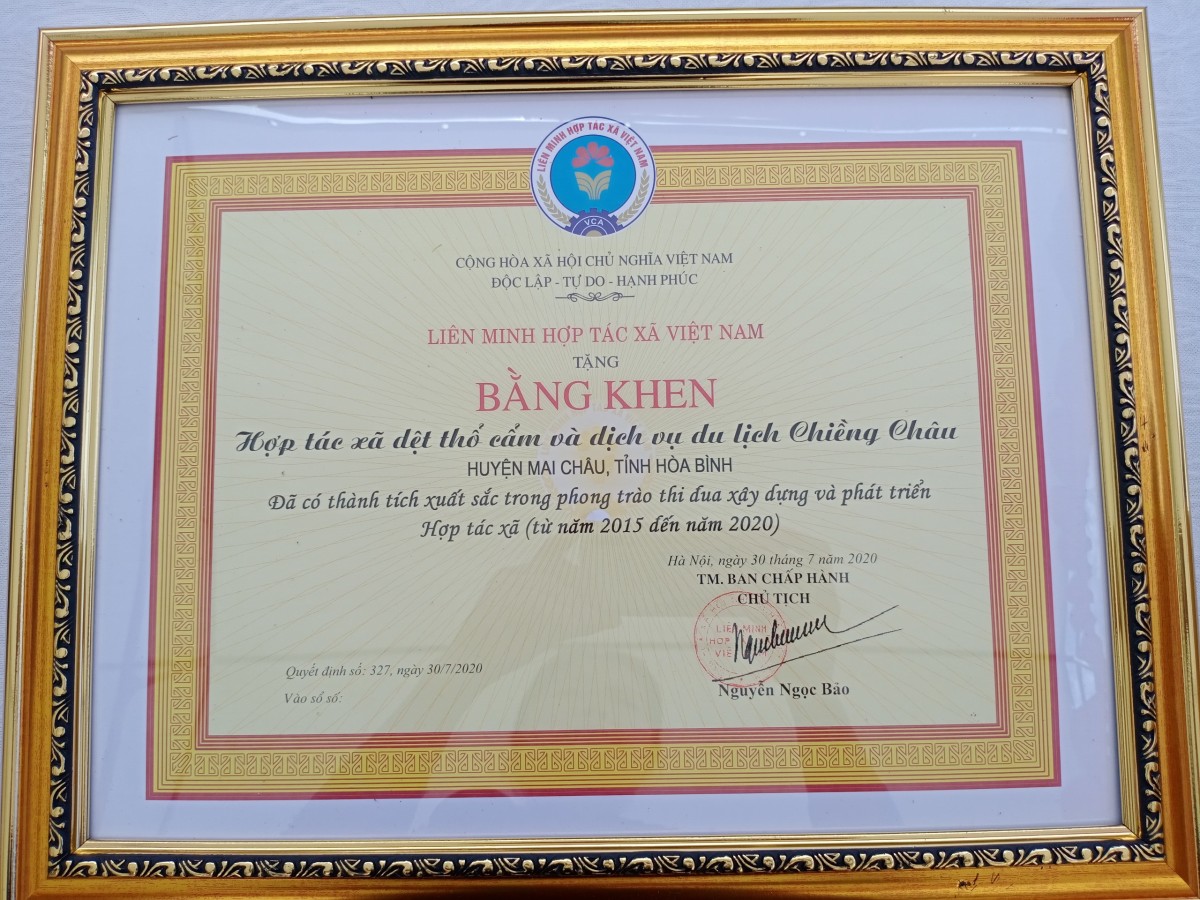 LIÊN MINH HỢP TÁC XÃ VIỆT NAM
VCA
CỘNG HÒA XÃ HỘI CHỦ NGHĨA VIỆT NAM
ĐỘC LẬP - TỰ DO - HẠNH PHÚC
LIÊN MINH HỢP TÁC XÃ VIỆT NAM
TẶNG
BẰNG KHEN
Hợp tác xã dệt thổ cẩm và dịch vụ du lịch Chiềng Châu
HUYỆN MAI CHÂU, TỈNH HÒA BÌNH
Đã có thành tích xuất sắc trong phong trào thi đua xây dựng và phát triển
Hợp tác xã (từ năm 2015 đến năm 2020)
Hà Nội, ngày 30 tháng 7 năm 2020
TM. BAN CHẤP HÀNH
CHỦ TỊCH
LIÊN MINH
HỢP
VIỆ
Nguyễn Ngọc Bảo
Quyết định số: 327, ngày 30/7/2020
Vào sổ số: